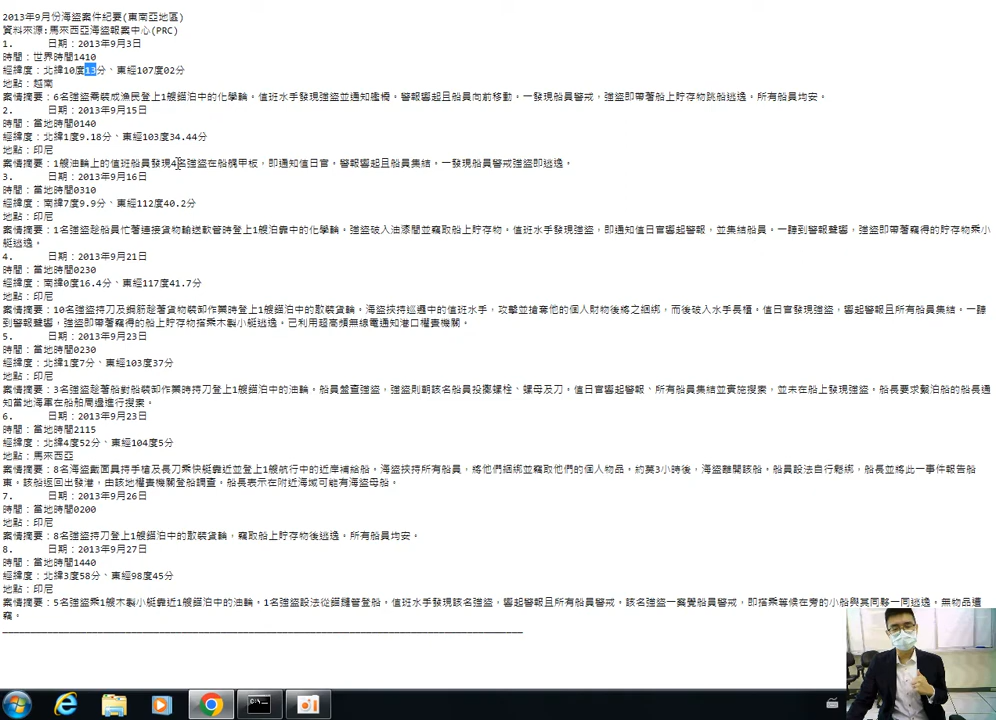 2013年9月份海盜案件紀要(東南亞地區)
資料來源:馬來西亞海盜報案中心(PRC)
1. 日期：2013年9月3日
時間：世界時間1410
經緯度：北緯10度13分、東經107度02分
地點：越南
案情摘要：6名強盜喬裝成漁民登上1艘錨泊中的化學輪。值班水手發現強盜並通知艦橋。警報響起且船員向前移動。一發現船員警戒，強盜即帶著船上貯存物跳船逃逸。所有船員均安。
2. 日期：2013年9月15日
時間：當地時間0140
經緯度：北緯1度9.18分、東經103度34.44分
地點：印尼
案情摘要：1艘油輪上的值班船員發現4名強盜在船艉甲板，即通知值日官，警報響起且船員集結。一發現船員警戒強盜即逃逸。
3. 日期：2013年9月16日
時間：當地時間0310
經緯度：南緯7度9.9分、東經112度40.2分
地點：印尼
案情摘要：1名強盜趁船員忙著連接貨物輸送軟管時登上1艘泊靠中的化學輪。強盜破入油漆間並竊取船上貯存物。值班水手發現強盜，即通知值日官響起警報，並集結船員。一聽到警報聲響，強盜即帶著竊得的貯存物乘小
艇逃逸。
4. 日期：2013年9月21日
時間：當地時間0230
經緯度：南緯0度16.4分、東經117度41.7分
地點：印尼
案情摘要：10名強盜持刀及鋼筋趁著貨物裝卸作業時登上1艘錨泊中的散裝貨輪。海盜挾持巡邏中的值班水手，攻擊並搶奪他的個人財物後將之綑綁，而後破入水手長櫃。值日官發現強盜，響起警報且所有船員集結。一聽
到警報聲響，強盜即帶著竊得的船上貯存物搭乘木製小艇逃逸。已利用超高頻無線電通知港口權責機關。
5. 日期：2013年9月23日
時間：當地時間0230
經緯度：北緯1度7分、東經103度37分
地點：印尼
案情摘要：3名強盜趁著船對船裝卸作業時持刀登上1艘錨泊中的油輪。船員盤查強盜，強盜則朝該名船員投擲螺栓、螺母及刀。值日官響起警報、所有船員集結並實施搜索，並未在船上發現強盜。船長要求繫泊船的船長通
知當地海軍在船舶周邊進行搜索。
6. 日期：2013年9月23日
時間：當地時間2115
經緯度：北緯4度52分、東經104度5分
地點：馬來西亞
案情摘要：8名海盜戴面具持手槍及長刀乘快艇靠近並登上1艘航行中的近岸補給船。海盜挾持所有船員，將他們綑綁並竊取他們的個人物品。約莫3小時後，海盜離開該船。船員設法自行鬆綁，船長並將此一事件報告船
東。該船返回出發港，由該地權責機關登船調查。船長表示在附近海域可能有海盜母船。
7. 日期：2013年9月26日
時間：當地時間0200
地點：印尼
案情摘要：8名強盜持刀登上1艘錨泊中的散裝貨輪，竊取船上貯存物後逃逸。所有船員均安。
8. 日期：2013年9月27日
時間：當地時間1440
經緯度：北緯3度58分、東經98度45分
地點：印尼
案情摘要：5名強盜乘1艘木製小艇靠近1艘錨泊中的油輪。1名強盜設法從錨鏈管登船，值班水手發現該名強盜，響起警報且所有船員警戒。該名強盜一察覺船員警戒，即搭乘等候在旁的小船與其同夥一同逃逸。無物品遭
竊。